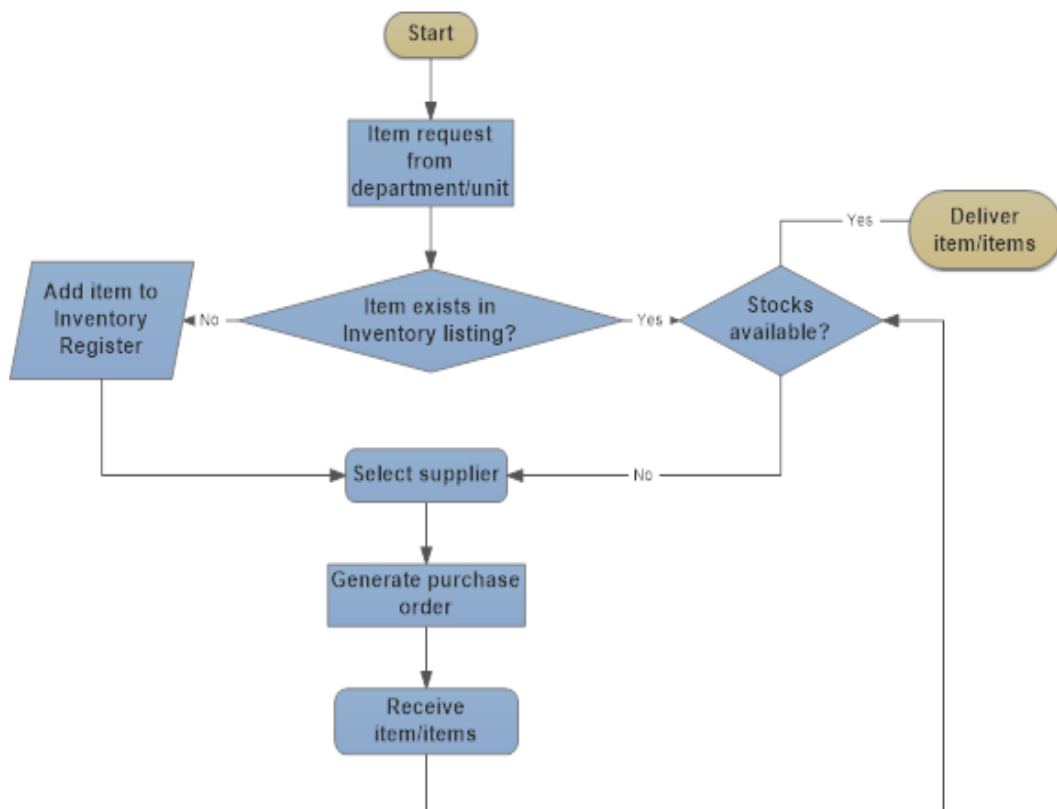 Start
Item request
from
department/unit
Yes
Deliver
item/items
Add item to
Inventory
Register
No
Item exists in
Inventory listing?
Yes
Stocks
available?
Select supplier
No
Generate purchase
order
Receive
item/items